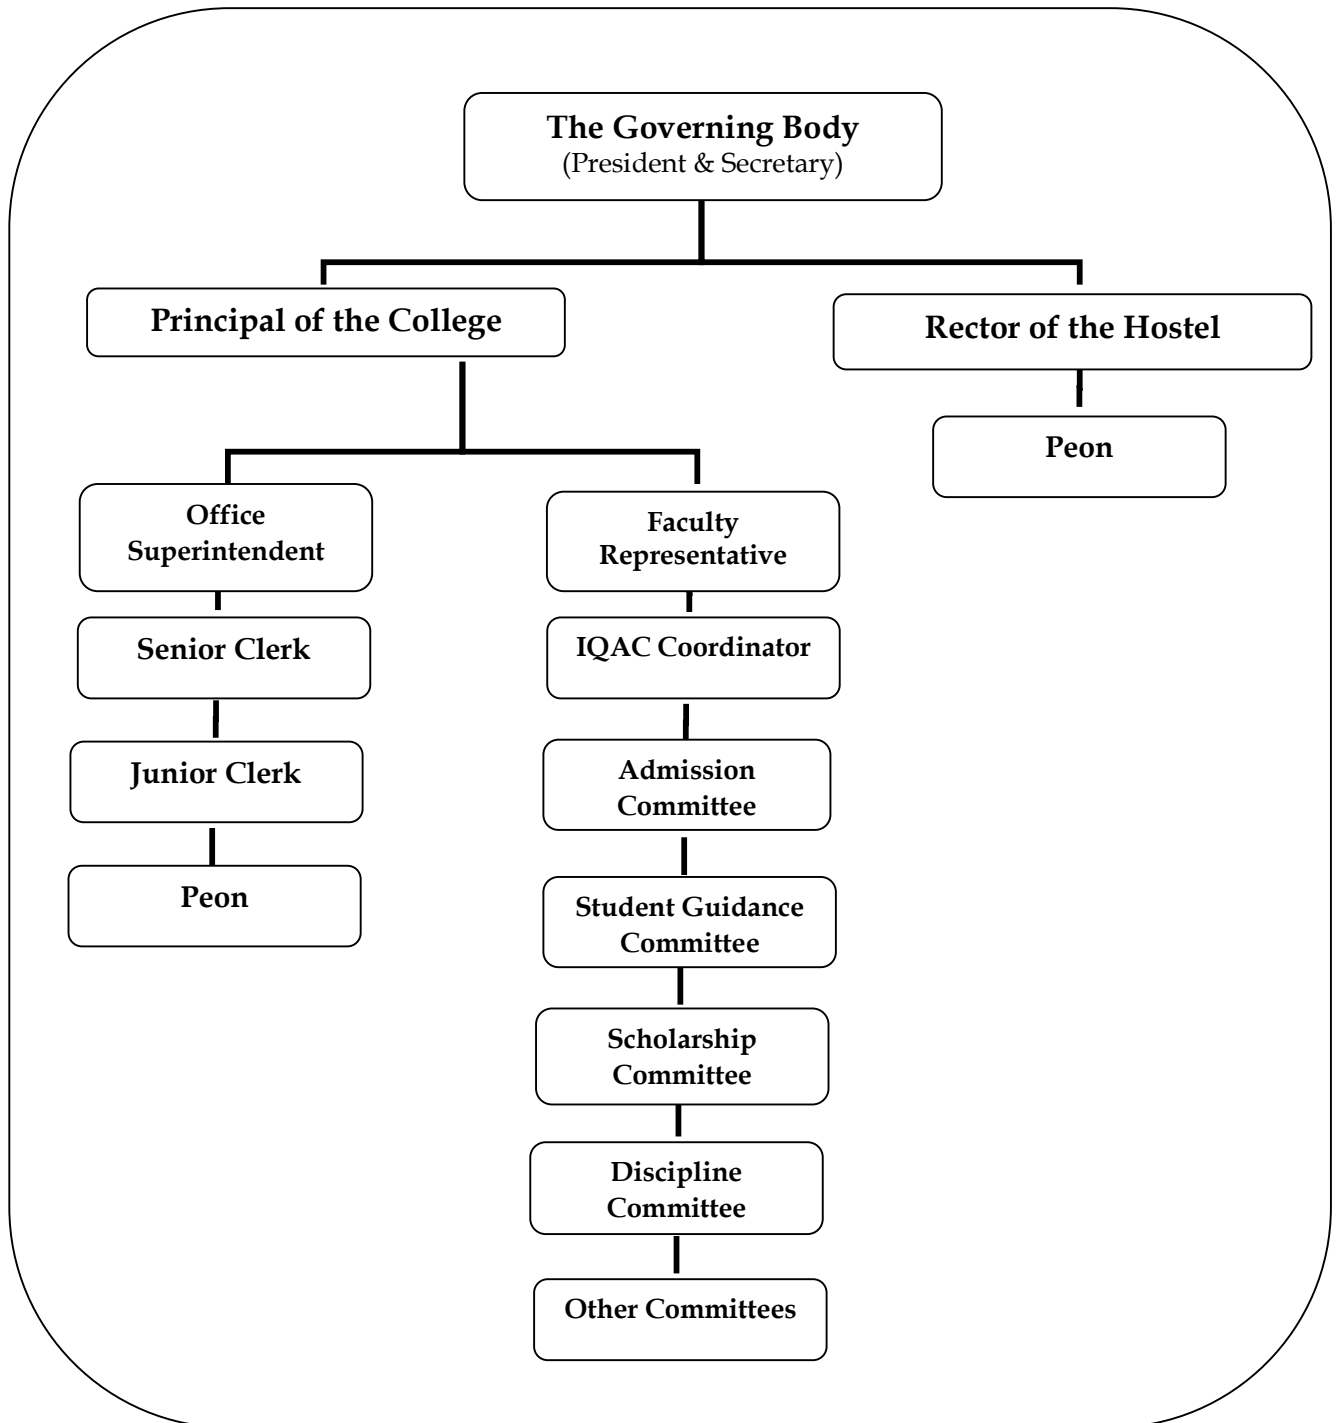 The Governing Body
(President & Secretary)
Principal of the College
Rector of the Hostel
Peon
Office
Superintendent
Faculty
Representative
Senior Clerk
IQAC Coordinator
Junior Clerk
Admission
Committee
Peon
Student Guidance
Committee
Scholarship
Committee
Discipline
Committee
Other Committees